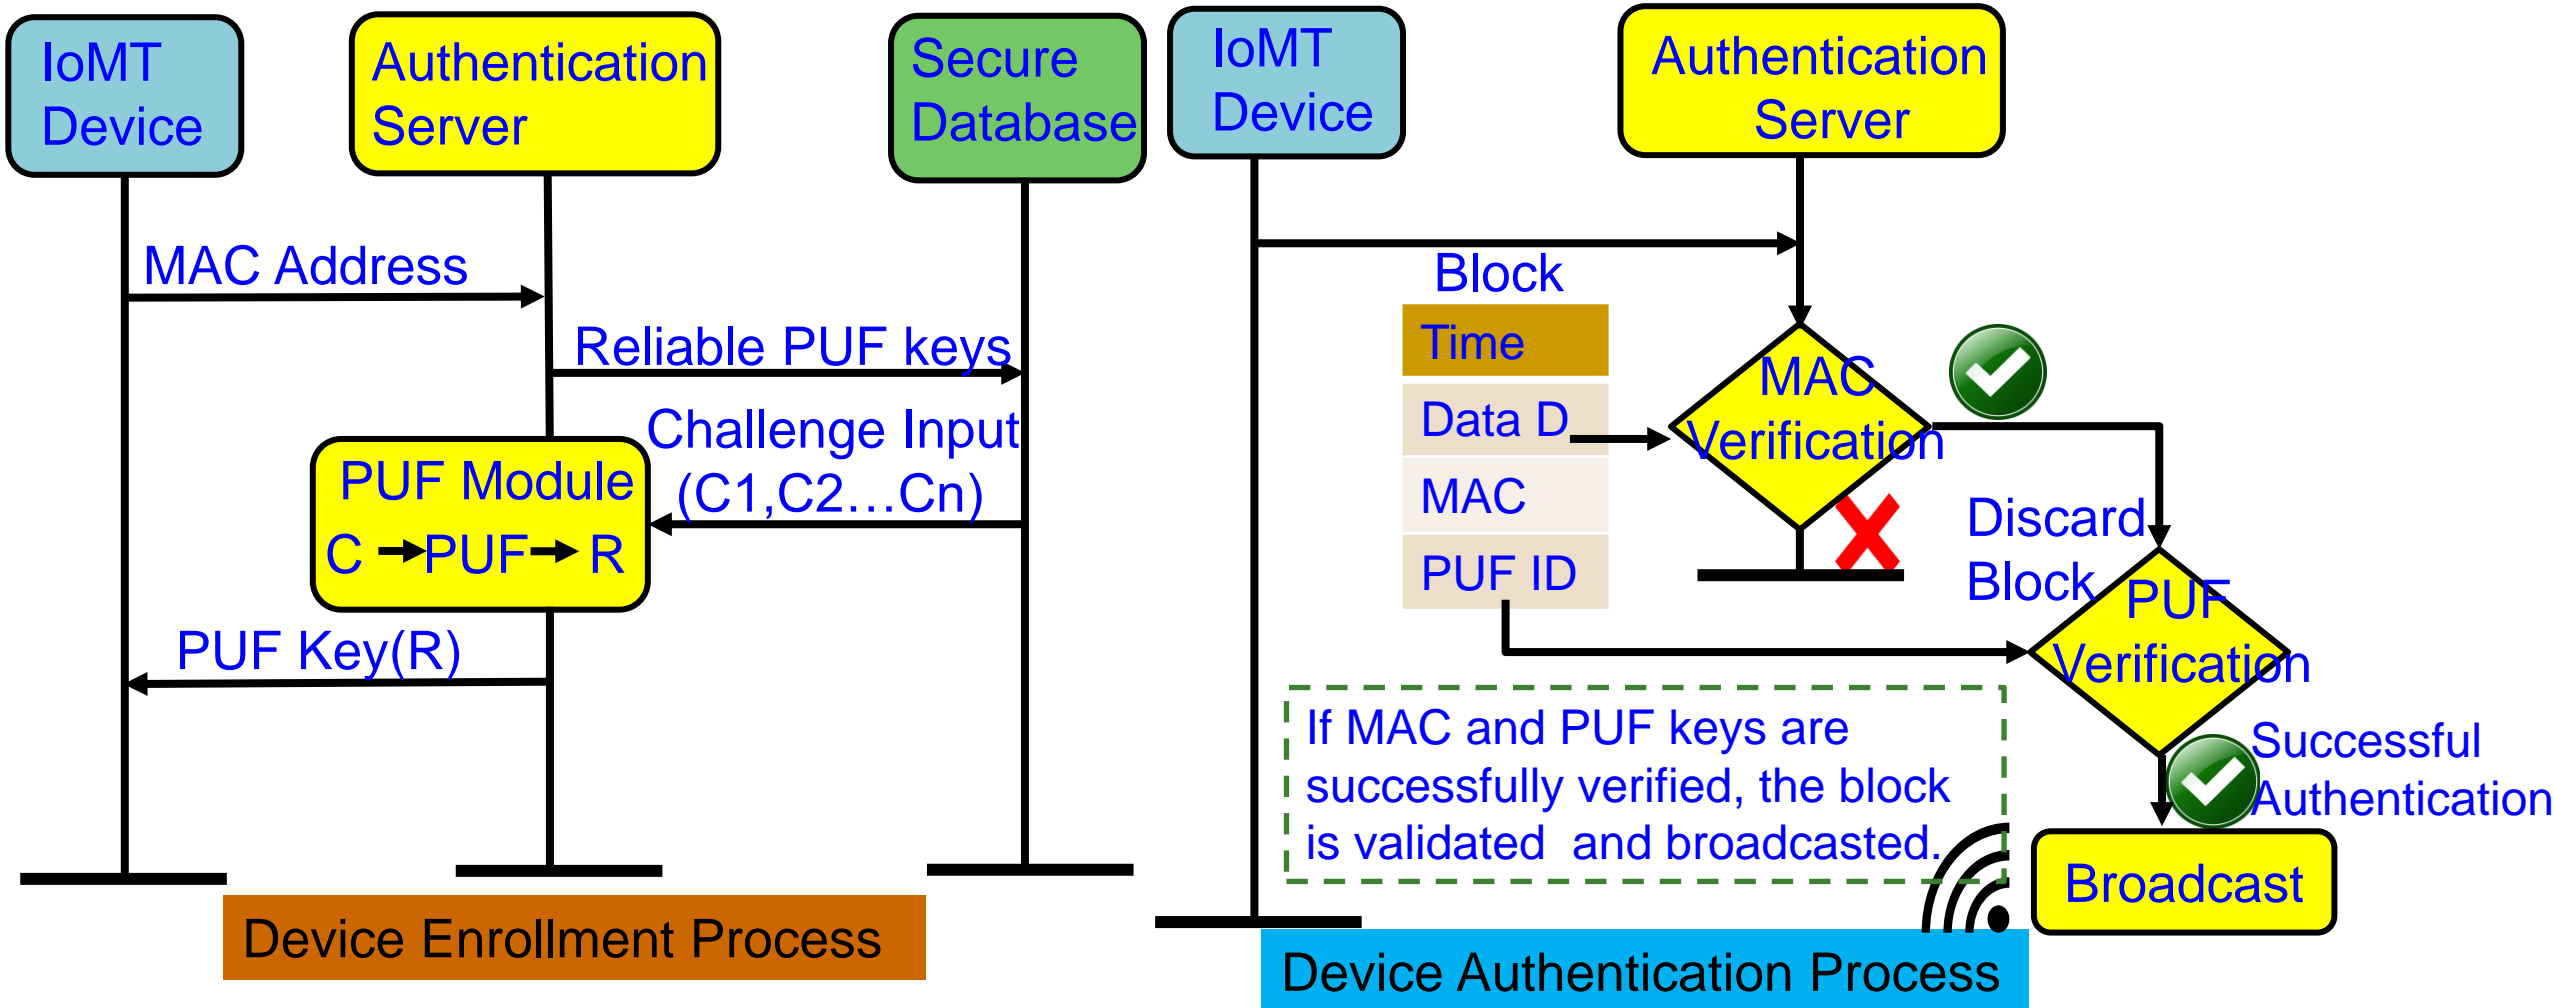 IoMT
Device
Authentication
Server
Secure
Database
MAC Address
Reliable PUF keys
Challenge Input
(C1,C2…Cn)
PUF Module
C PUF R
PUF Key(R)
Device Enrollment Process
IoMT
Device
Authentication
Server
Block
Time
Data D
MAC
PUF ID
MAC
Verification
Discard
Block
PUF
Verification
If MAC and PUF keys are
successfully verified, the block
is validated and broadcasted.
Successful
Authentication
Broadcast
Device Authentication Process